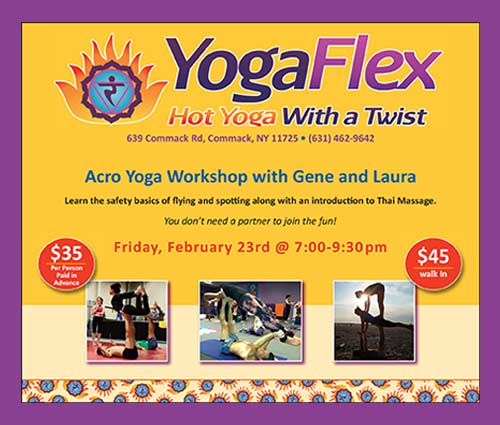 YogaFlex
Hot Yoga With a Twist
639 Commack Rd, Commack, NY 11725 • (631) 462-9642
Acro Yoga Workshop with Gene and Laura
Learn the safety basics of flying and spotting along with an introduction to Thai Massage.
You don't need a partner to join the fun!
Friday, February 23rd @ 7:00-9:30pm
$35
Per Person
Paid in
Advance
$45
walk In